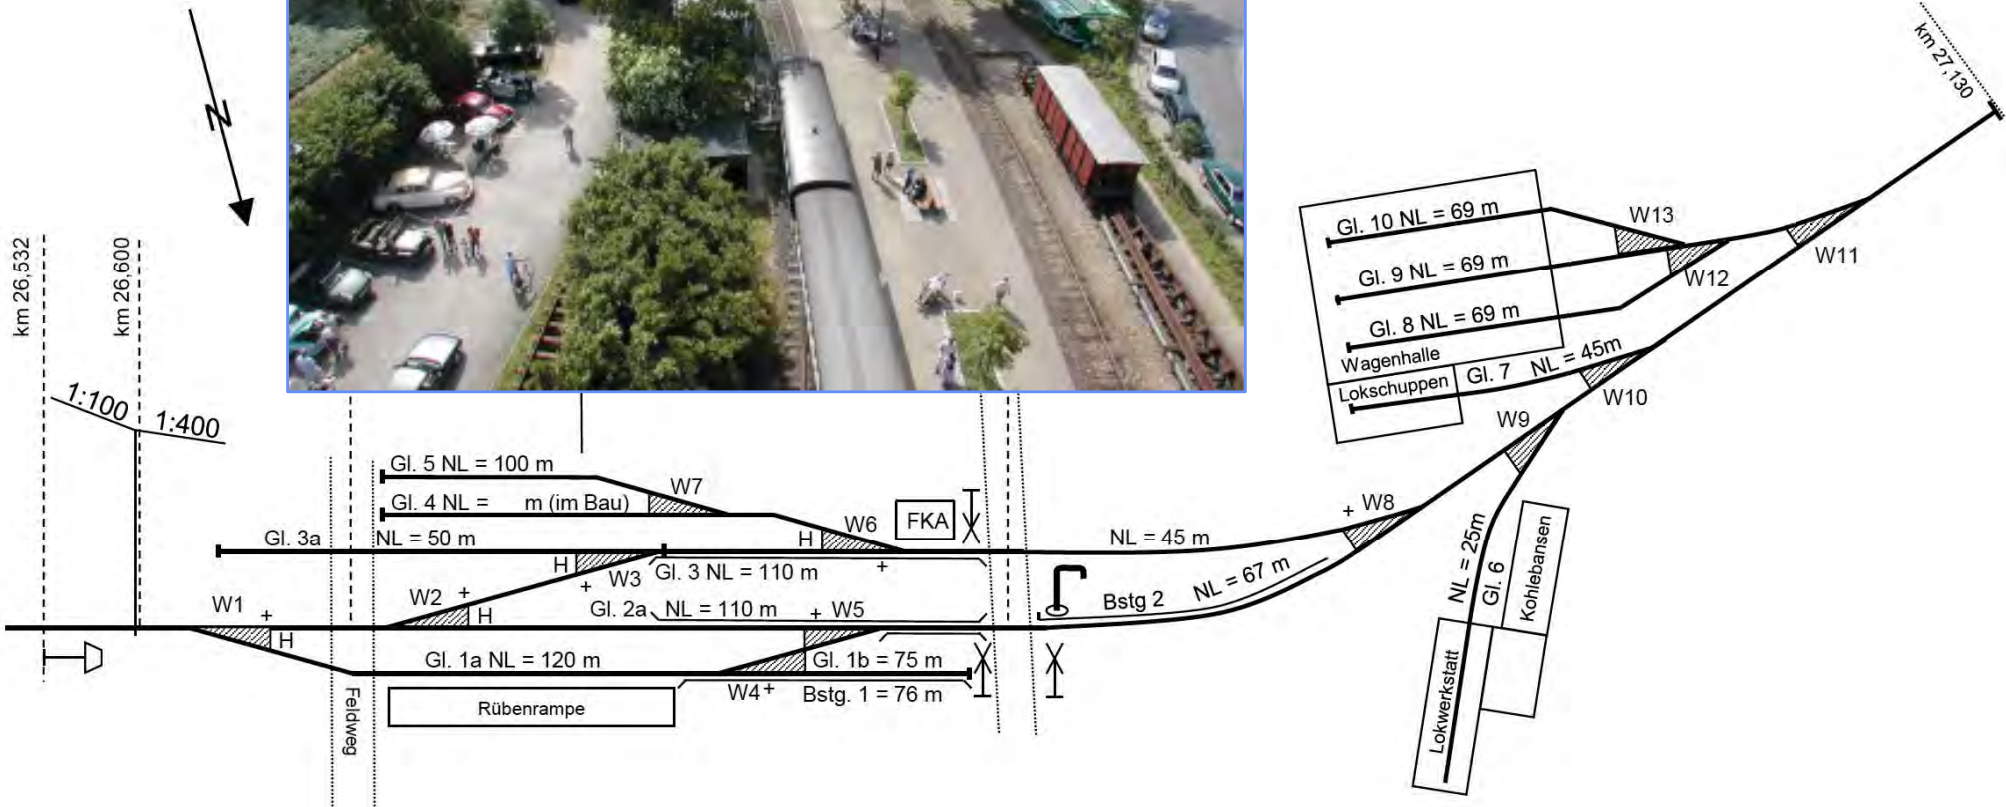 N
km 27,130
km 26,532
km 26,600
1:100
1:400
Gl. 10 NL = 69 m
W13
Gl. 9 NL = 69 m
W12
W11
Gl. 8 NL = 69 m
Wagenhalle
Lokschuppen
Gl. 7 NL = 45m
W10
W9
Gl. 5 NL = 100 m
W7
Gl. 4 NL = m (im Bau)
W6
H
FKA
+ W8
Gl. 3a NL = 50 m
H
W3
+
Gl. 3 NL = 110 m
+
NL = 45 m
W1
+
H
W2
+
H
Gl. 2a NL = 110 m
+ W5
Bstg 2 NL = 67 m
NL = 25m
Gl. 6
Kohlebansen
Gl. 1a NL = 120 m
Gl. 1b = 75 m
W4+
Bstg. 1 = 76 m
Rübenrampe
Feldweg
Lokwerkstatt